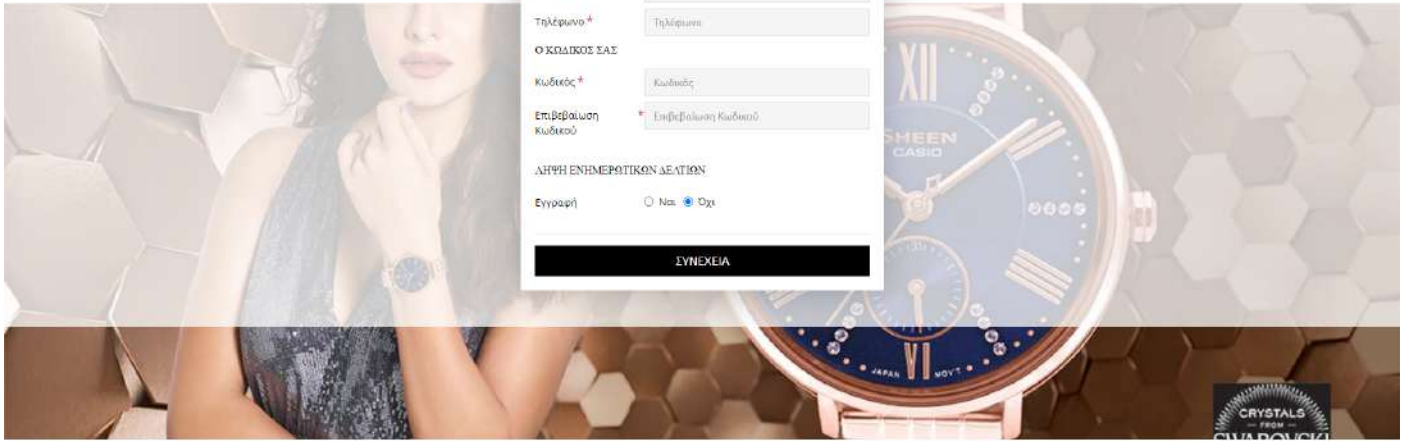 Τηλέφωνο *
Τηλέφωνο
Ο ΚΩΔΙΚΟΣ ΣΑΣ
Κωδικός *
Κωδικός
Επιβεβαίωση
Κωδικού
*
Επιβεβαίωση Κωδικού
ΛΗΨΗ ΕΝΗΜΕΡΩΤΙΚΩΝ ΔΕΛΤΙΩΝ
Εγγραφή
Ναι
Όχι
ΣΥΝΕΧΕΙΑ
XII
SHEEN
CASIO
VI
JAPAN
MOV'T
CRYSTALS
FROM
SWAROVSKI